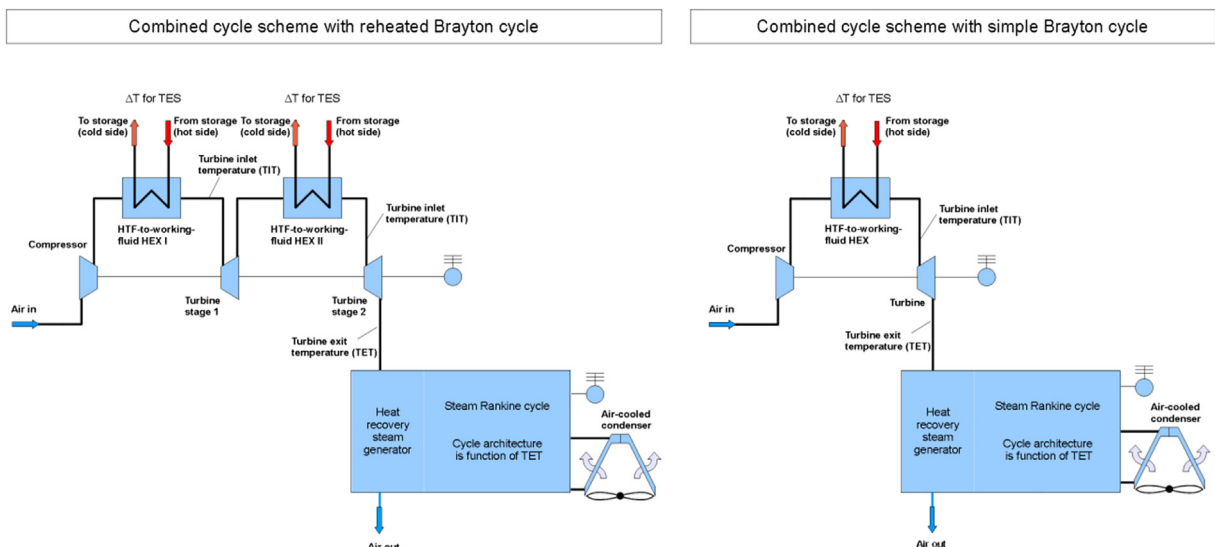 Combined cycle scheme with reheated Brayton cycle
ΔT for TES
ΔT for TES
To storage
(cold side)
From storage
(hot side)
To storage
(cold side)
From storage
(hot side)
Turbine inlet
temperature (TIT)
Turbine inlet
temperature (TIT)
HTF-to-working-
fluid HEX I
HTF-to-working-
fluid HEX II
Compressor
Air in
Turbine
stage 1
Turbine
stage 2
Turbine exit
temperature (TET)
Heat
recovery
steam
generator
Steam Rankine cycle
Cycle architecture
is function of TET
Air-cooled
condenser
Air out
Combined cycle scheme with simple Brayton cycle
ΔT for TES
To storage
(cold side)
From storage
(hot side)
Turbine inlet
temperature (TIT)
HTF-to-working-
fluid HEX
Compressor
Air in
Turbine
Turbine exit
temperature (TET)
Heat
recovery
steam
generator
Steam Rankine cycle
Cycle architecture
is function of TET
Air-cooled
condenser
Air out